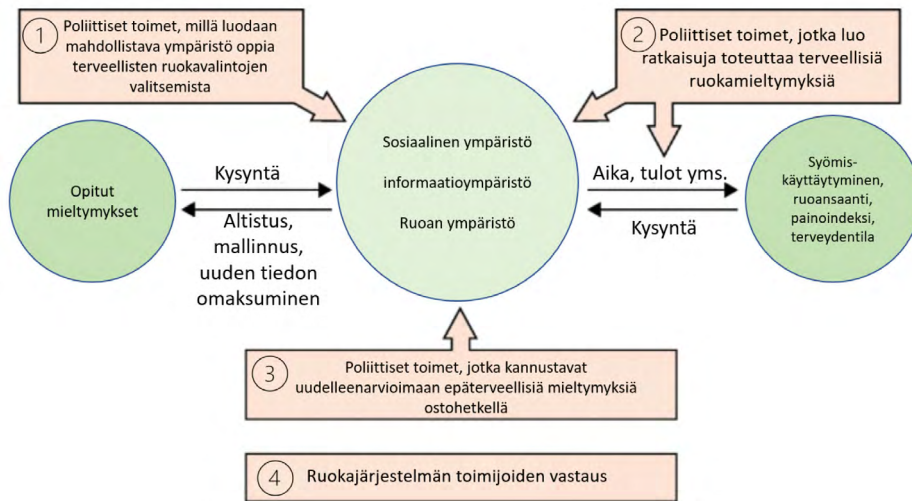 1
Poliittiset toimet, millä luodaan
mahdollistava ympäristö oppia
terveellisten ruokavalintojen
valitsemista
2
Poliittiset toimet, jotka luo
ratkaisuja toteuttaa terveellisiä
ruokamieltymyksiä
Opitut
mieltymykset
Kysyntä
Altistus,
mallinnus,
uuden tiedon
omaksuminen
Sosiaalinen ympäristö
informaatioympäristö
Ruoan ympäristö
Aika, tulot yms.
Kysyntä
Syömis-
käyttäytyminen,
ruoansaanti,
painoindeksi,
terveydentila
3
Poliittiset toimet, jotka kannustavat
uudelleenarvioimaan epäterveellisiä mieltymyksiä
ostohetkellä
4
Ruokajärjestelmän toimijoiden vastaus